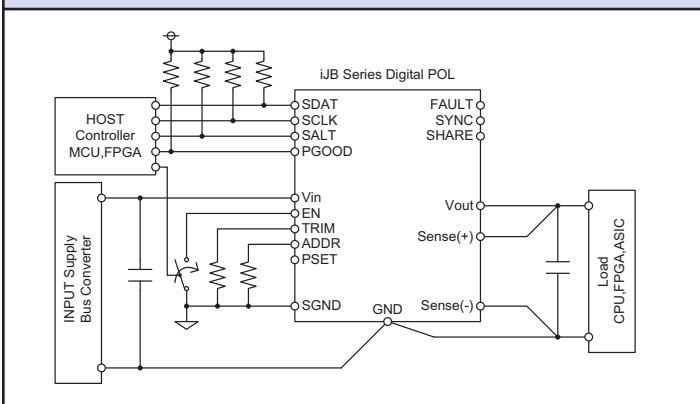 iJB Series Digital POL
HOST
Controller
MCU,FPGA
SDAT
SCLK
SALT
PGOOD
FAULT
SYNC
SHARE
INPUT Supply
Bus Converter
Vin
EN
TRIM
ADDR
PSET
SGND
GND
Vout
Sense(+)
Sense(-)
Load
CPU,FPGA,ASIC